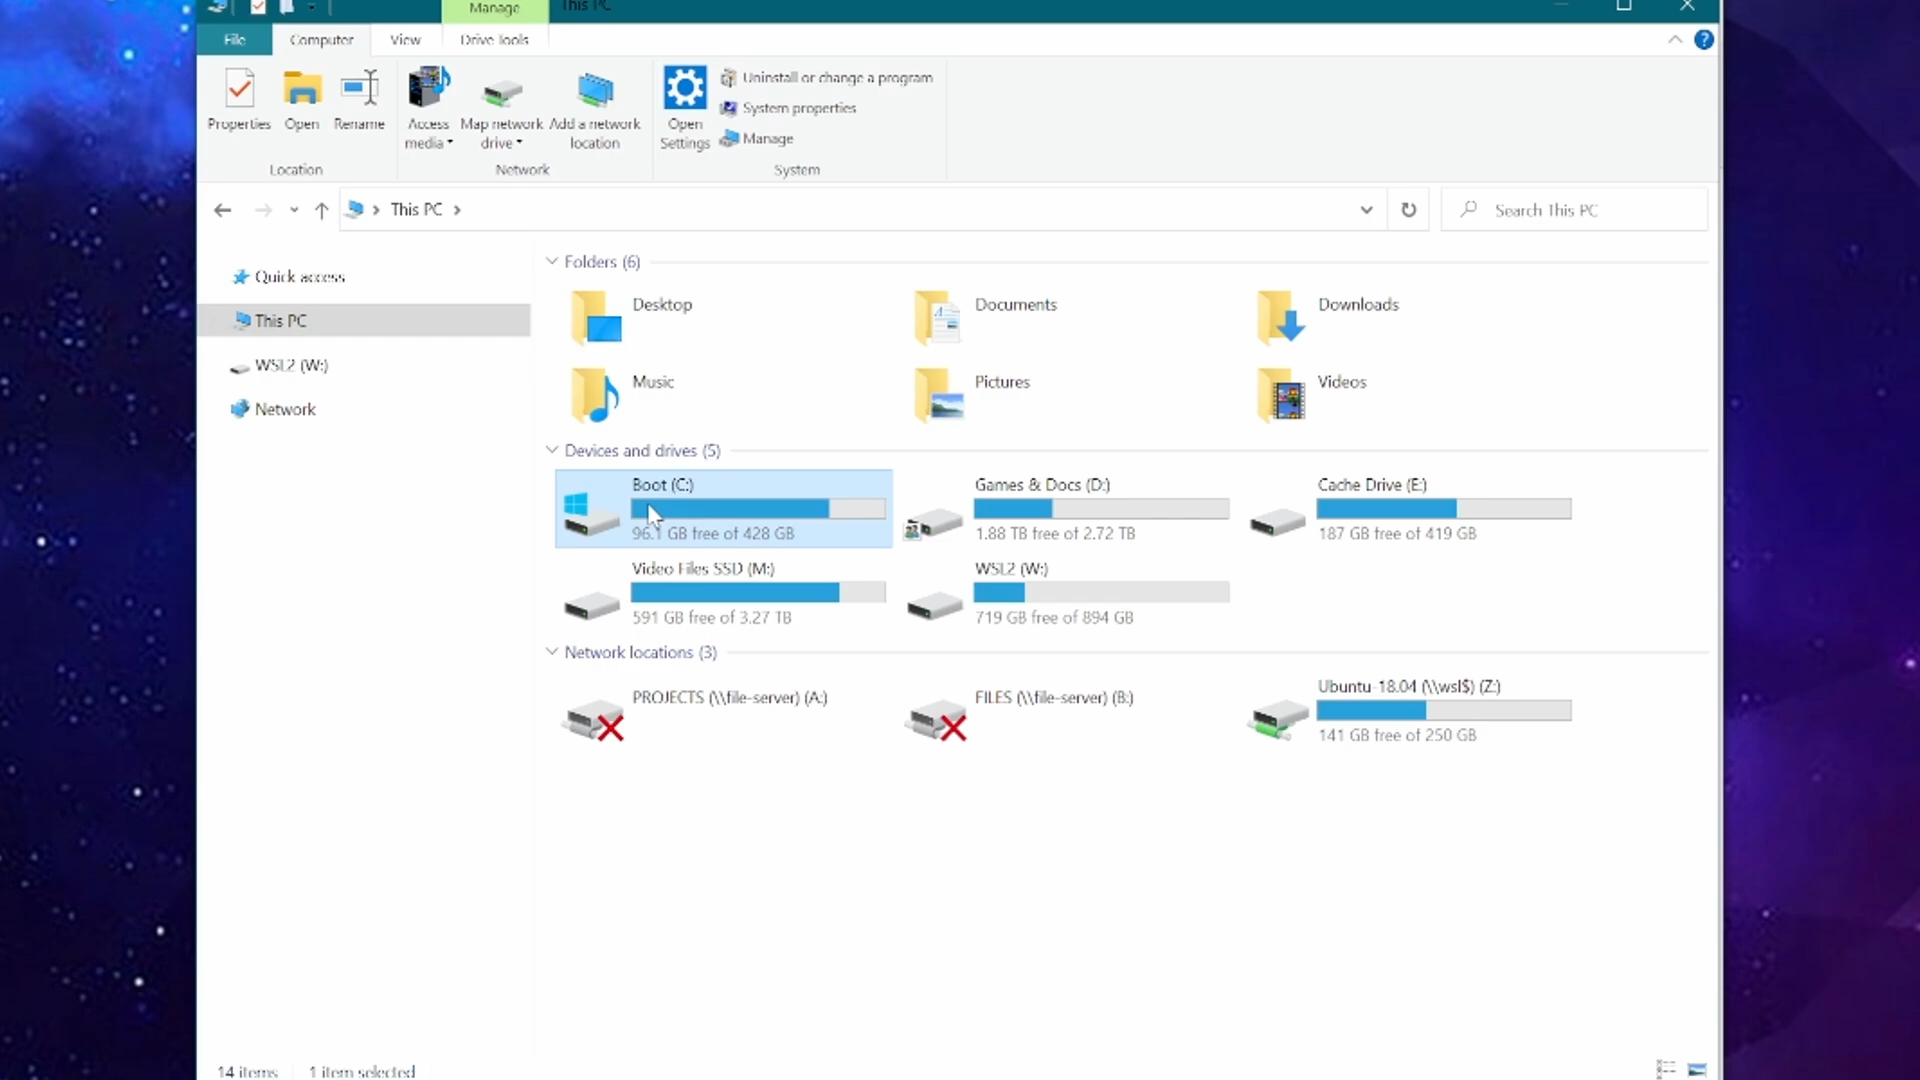 Manage This PC
File Computer View Drive Tools
Properties Open Rename Access media Map network drive Add a network location Open Settings
Uninstall or change a program
System properties
Manage
Location Network System
This PC Search This PC
Quick access
This PC
WSL2 (W:)
Network
Folders (6)
Desktop Documents Downloads
Music Pictures Videos
Devices and drives (5)
Boot (C:) Games & Docs (D:) Cache Drive (E:)
96.1 GB free of 428 GB 1.88 TB free of 2.72 TB 187 GB free of 419 GB
Video Files SSD (M:) WSL2 (W:)
591 GB free of 3.27 TB 719 GB free of 894 GB
Network locations (3)
PROJECTS (\\file-server) (A:) FILES (\\file-server) (B:) Ubuntu-18.04 (\\wsl$) (Z:)
141 GB free of 250 GB
14 items 1 item selected